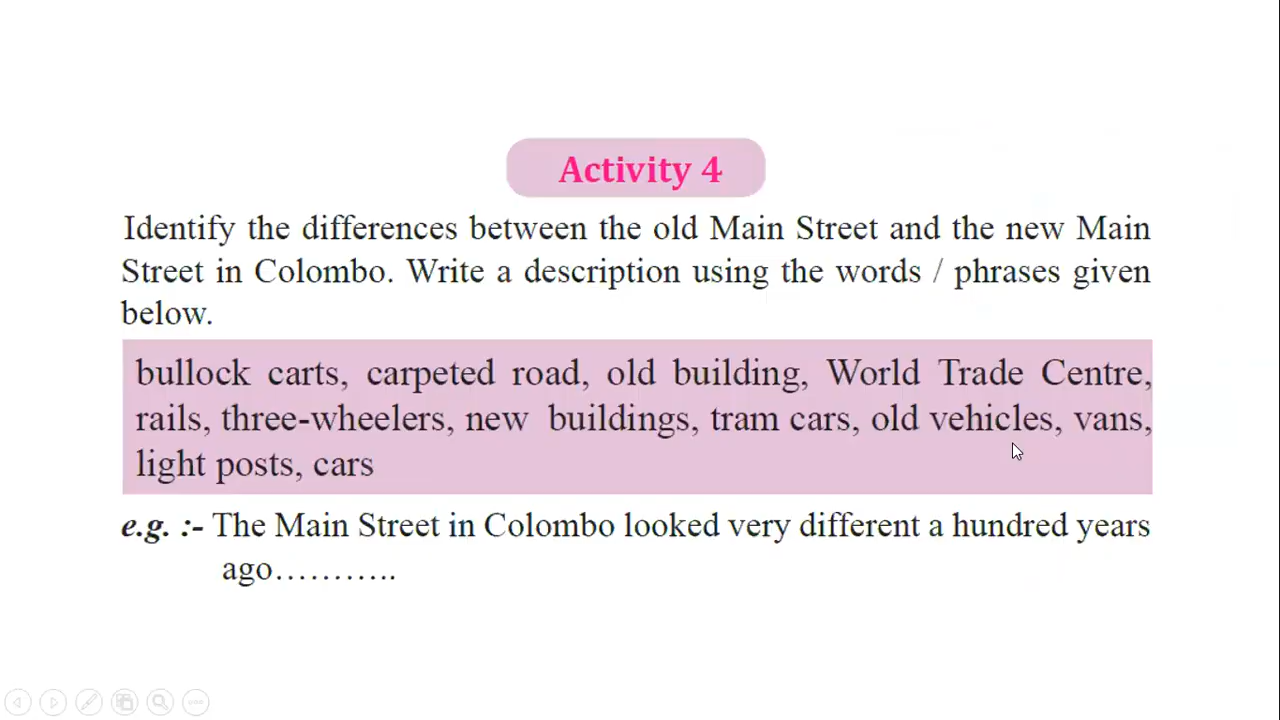 Activity 4
Identify the differences between the old Main Street and the new Main
Street in Colombo. Write a description using the words / phrases given
below.
bullock carts, carpeted road, old building, World Trade Centre,
rails, three-wheelers, new buildings, tram cars, old vehicles, vans,
light posts, cars
e.g. :- The Main Street in Colombo looked very different a hundred years
ago………..